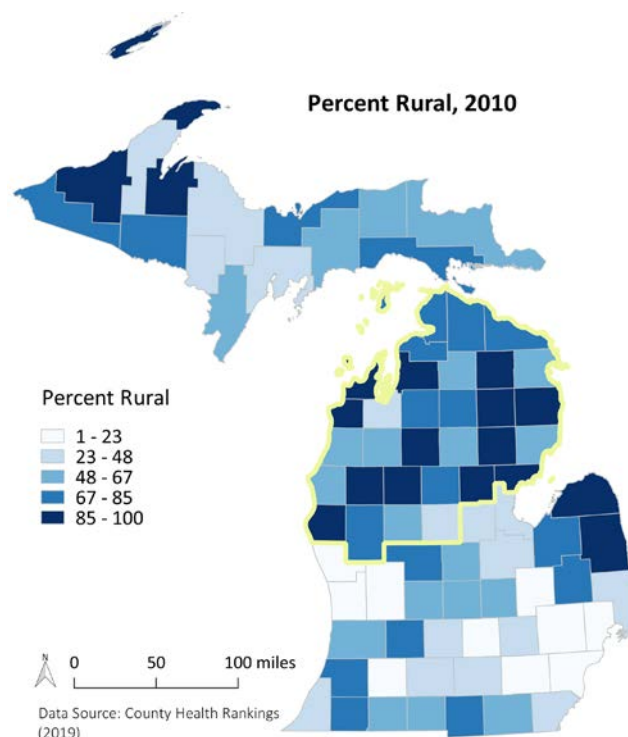 Percent Rural, 2010
Percent Rural
1 - 23
23 - 48
48 - 67
67 - 85
85 - 100
N
0 50 100 miles
Data Source: County Health Rankings
(2019)